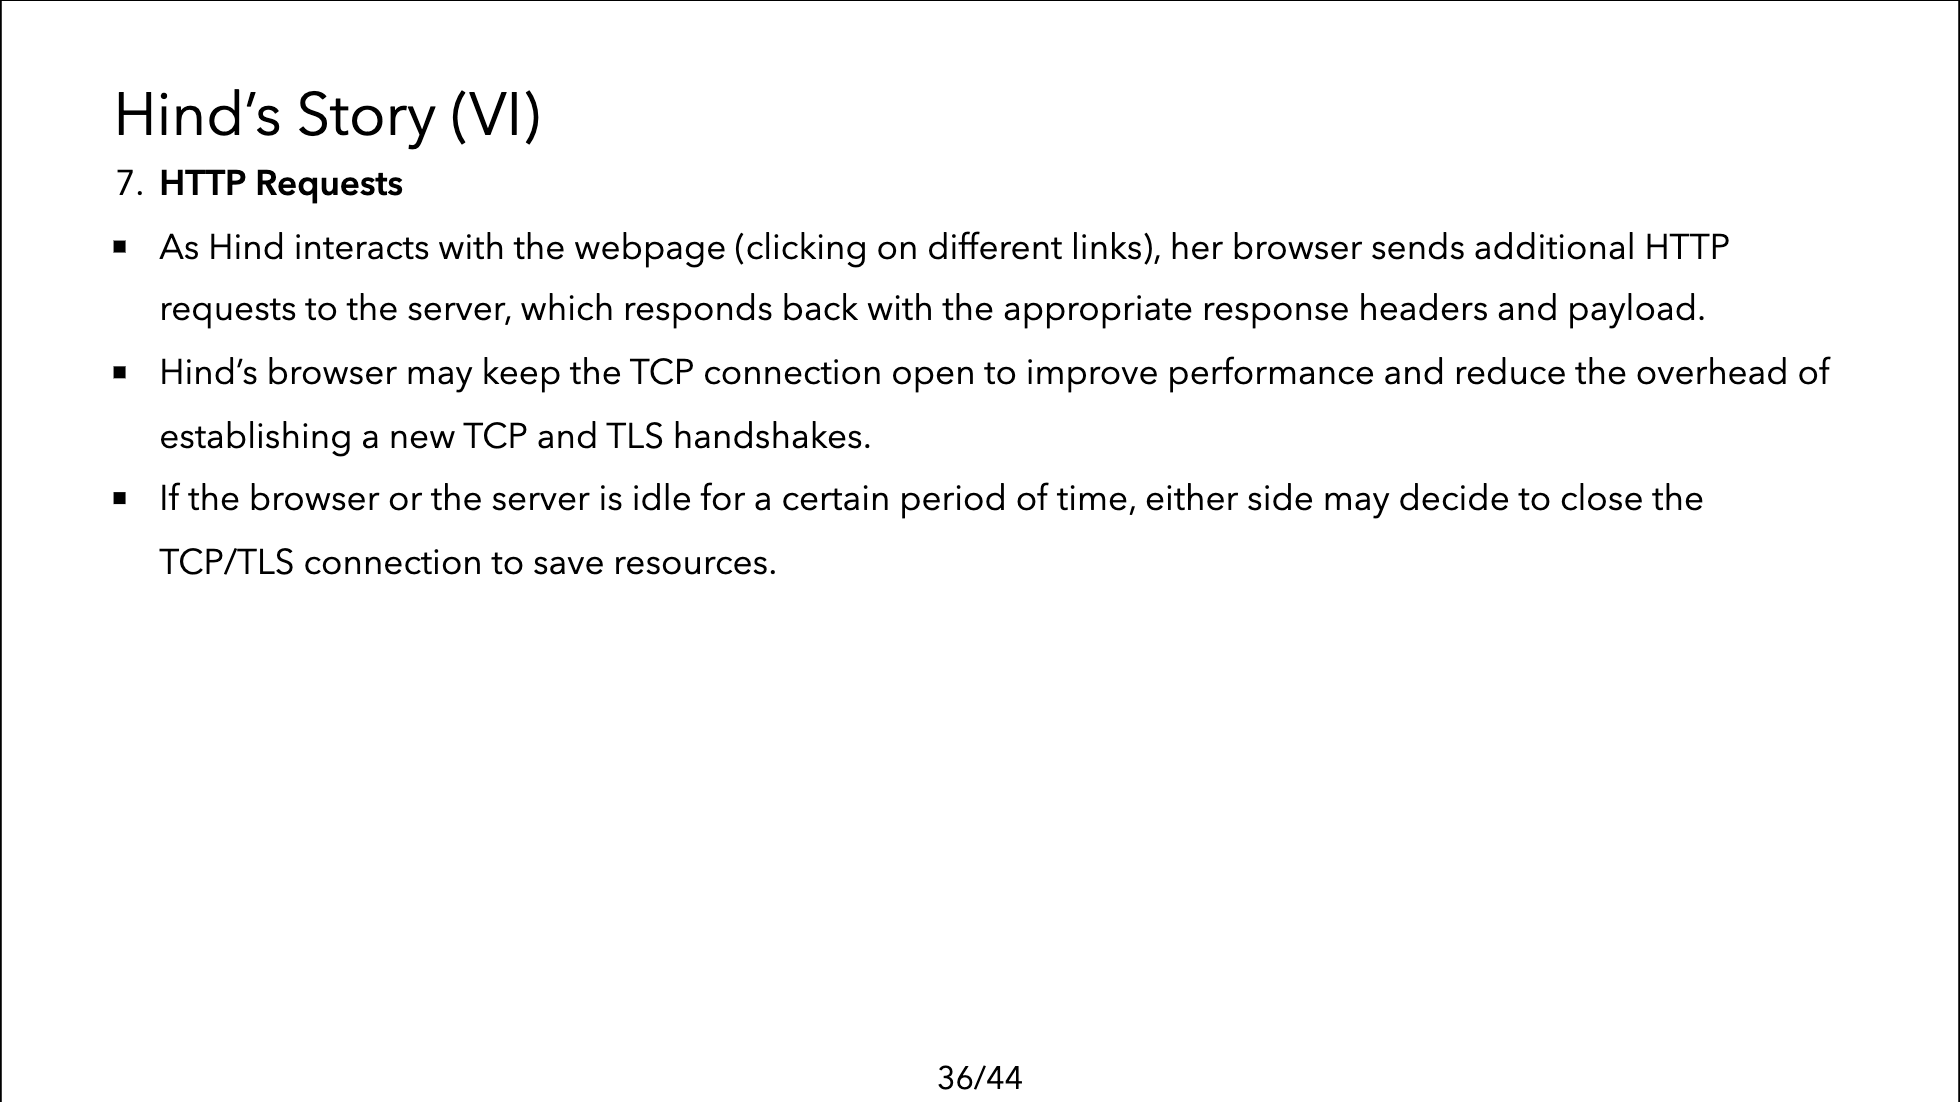 Hind’s Story (VI)
7. HTTP Requests
▪ As Hind interacts with the webpage (clicking on different links), her browser sends additional HTTP
requests to the server, which responds back with the appropriate response headers and payload.
▪ Hind’s browser may keep the TCP connection open to improve performance and reduce the overhead of
establishing a new TCP and TLS handshakes.
▪ If the browser or the server is idle for a certain period of time, either side may decide to close the
TCP/TLS connection to save resources.
36/44